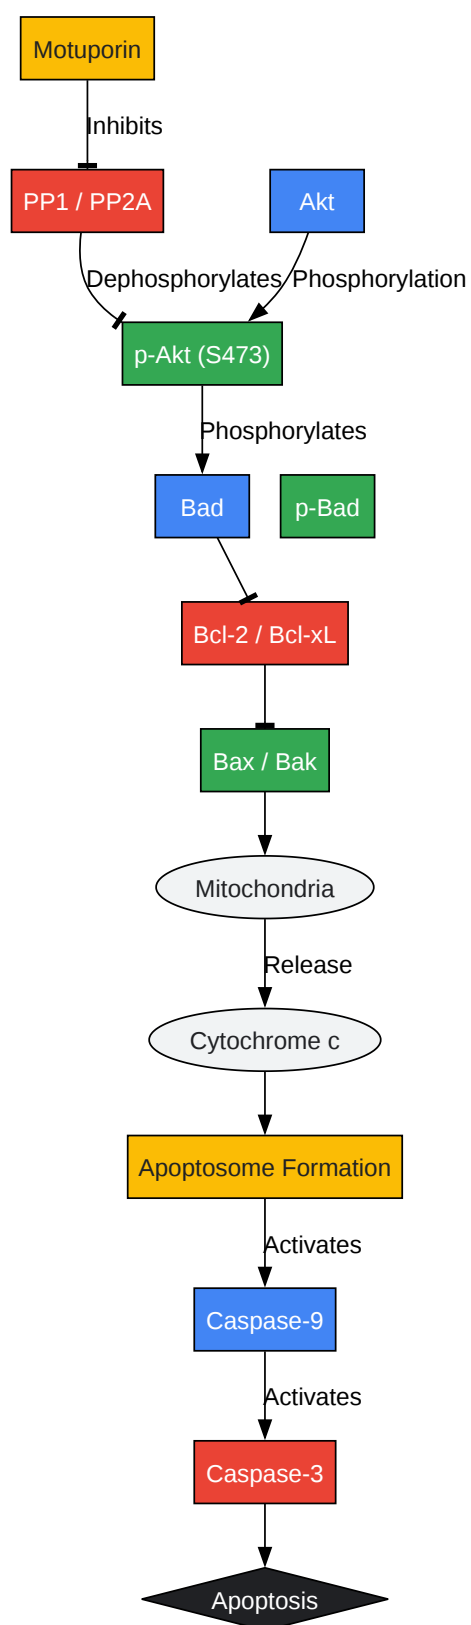 Motuporin
Inhibits
PP1 / PP2A
Akt
Dephosphorylates
Phosphorylation
p-Akt (S473)
Phosphorylates
Bad
p-Bad
Bcl-2 / Bcl-xL
Bax / Bak
Mitochondria
Release
Cytochrome c
Apoptosome Formation
Activates
Caspase-9
Activates
Caspase-3
Apoptosis